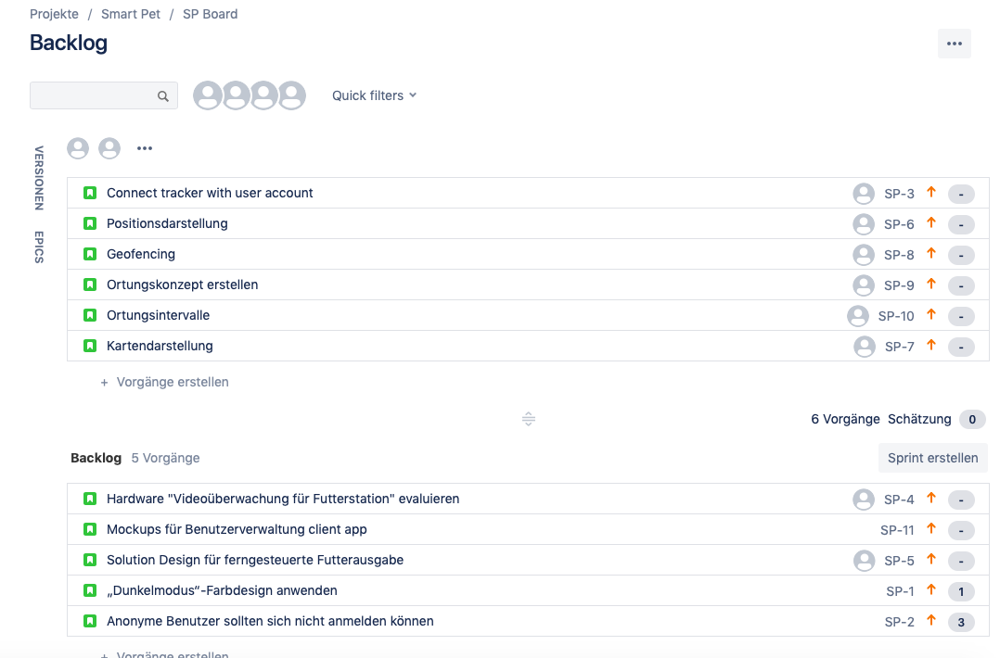 Projekte / Smart Pet / SP Board
Backlog
Quick filters
VERSIONEN
EPICS
Connect tracker with user account SP-3 -
Positionsdarstellung SP-6 -
Geofencing SP-8 -
Ortungskonzept erstellen SP-9 -
Ortungsintervalle SP-10 -
Kartendarstellung SP-7 -
+ Vorgänge erstellen
6 Vorgänge Schätzung 0
Backlog 5 Vorgänge Sprint erstellen
Hardware "Videoüberwachung für Futterstation" evaluieren SP-4 -
Mockups für Benutzerverwaltung client app SP-11 -
Solution Design für ferngesteuerte Futterausgabe SP-5 -
„Dunkelmodus“-Farbdesign anwenden SP-1 1
Anonyme Benutzer sollten sich nicht anmelden können SP-2 3
+ Vorgänge erstellen